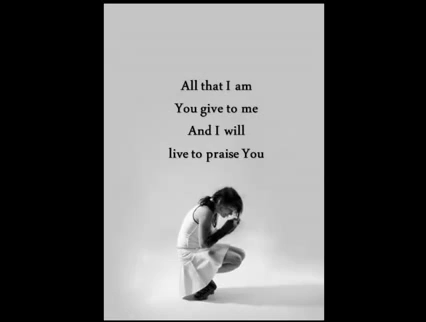 All that I am
You give to me
And I will
live to praise You